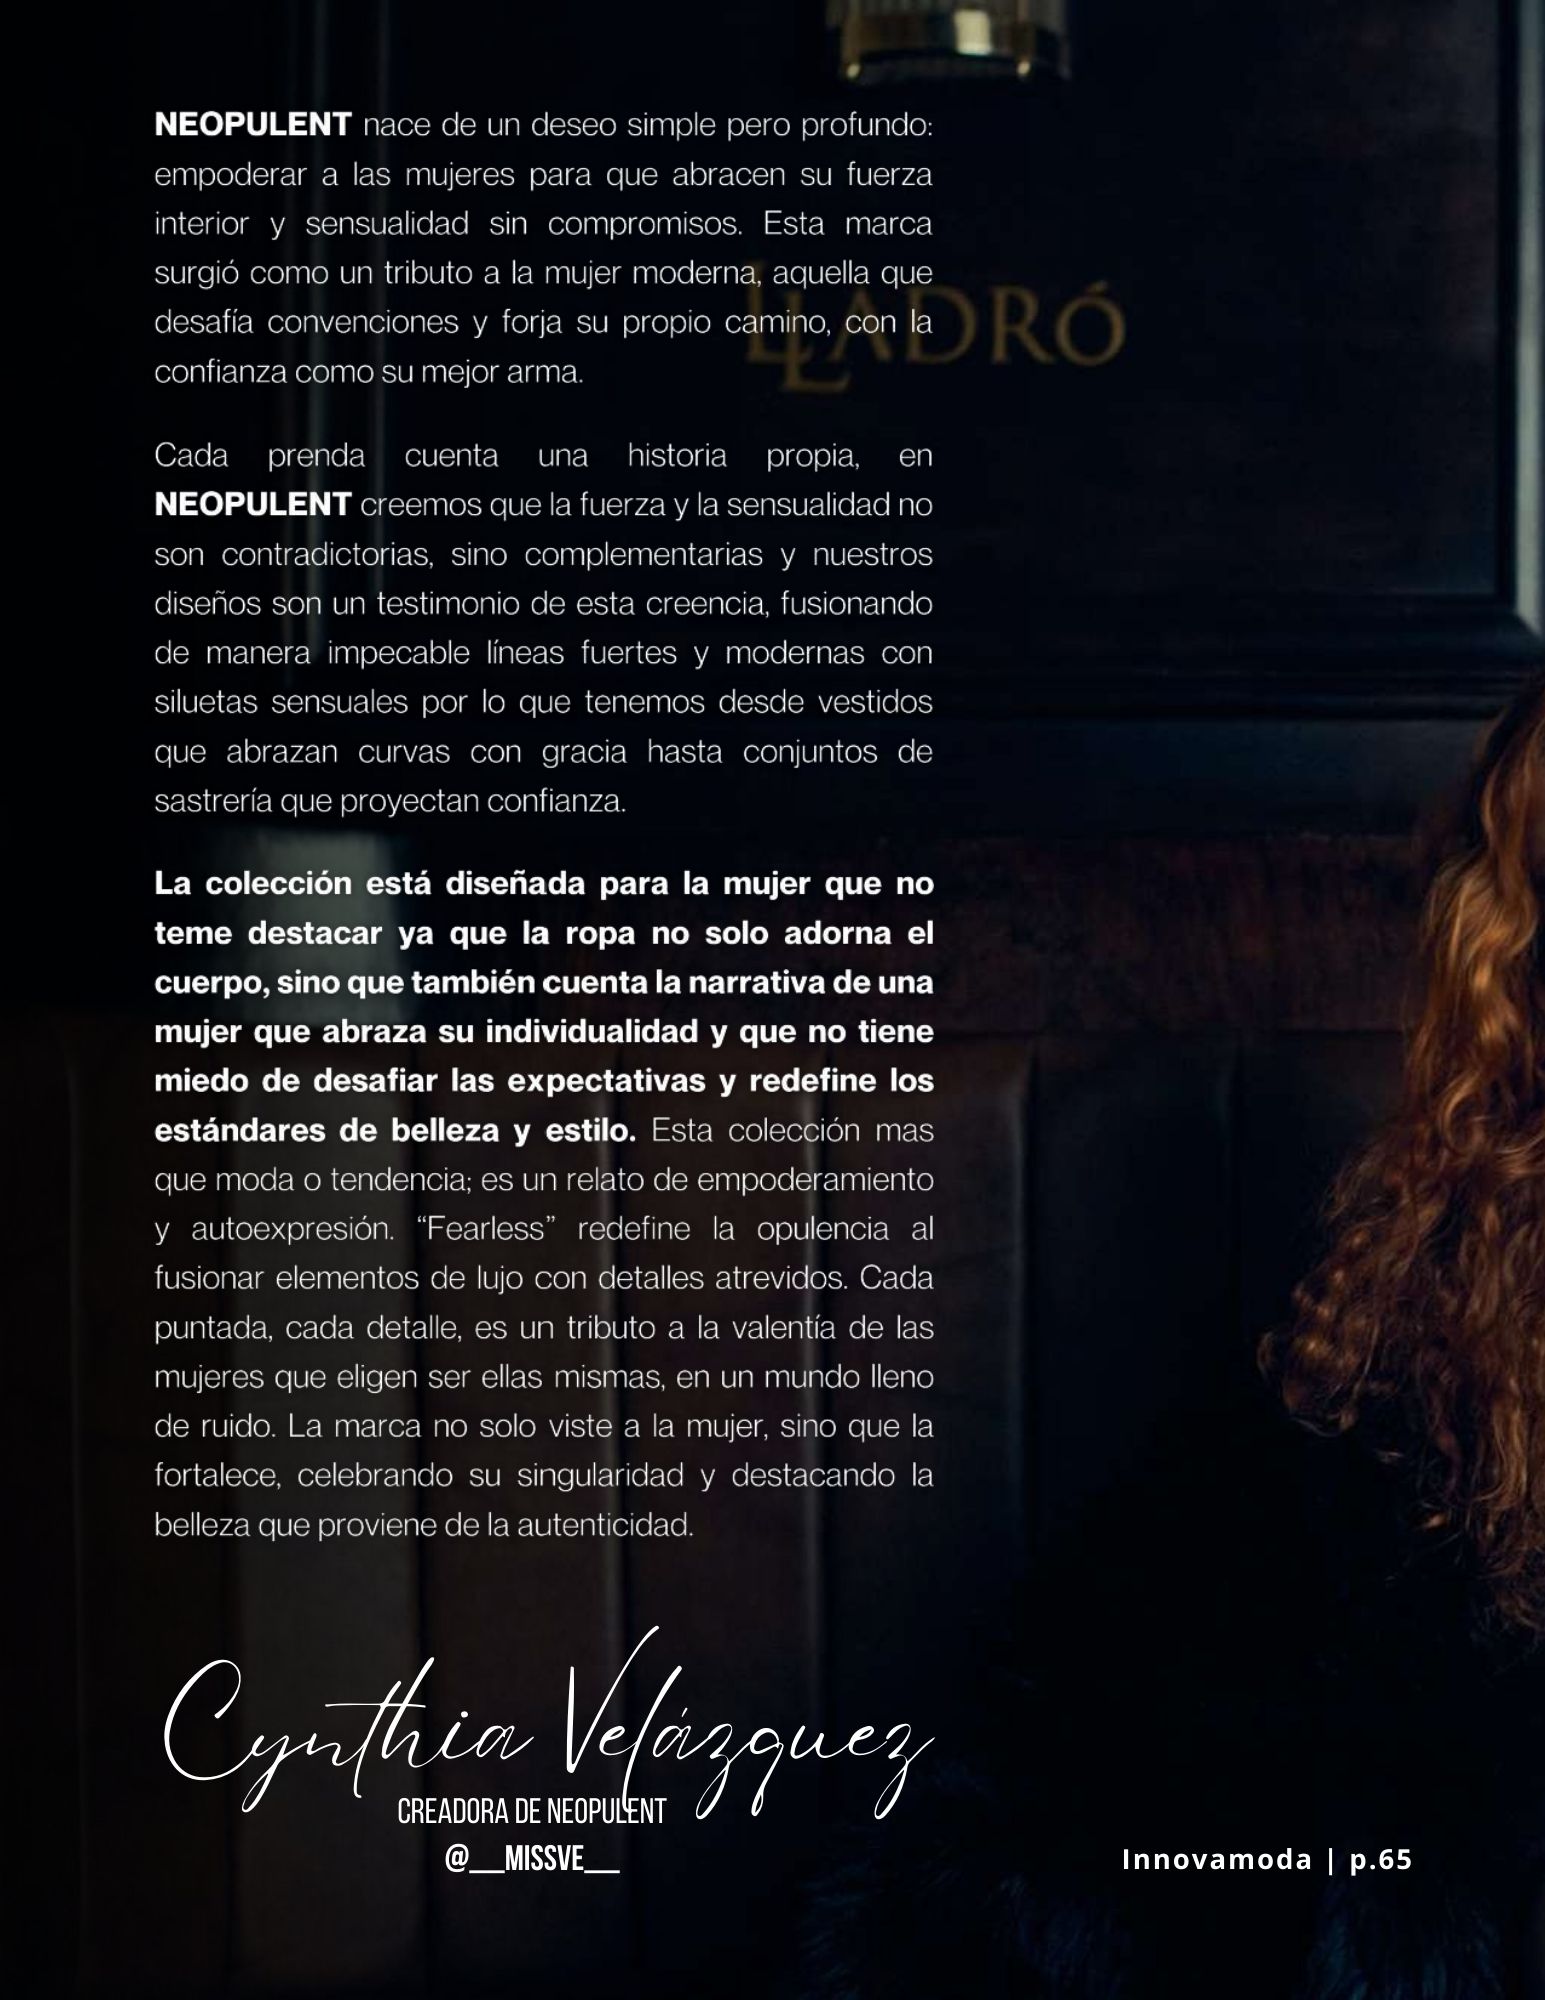 NEOPULENT nace de un deseo simple pero profundo:
empoderar a las mujeres para que abracen su fuerza
interior y sensualidad sin compromisos. Esta marca
surgió como un tributo a la mujer moderna, aquella que
desafía convenciones y forja su propio camino, con la
confianza como su mejor arma.
LLADRÓ
Cada prenda cuenta una historia propia, en
NEOPULENT creemos que la fuerza y la sensualidad no
son contradictorias, sino complementarias y nuestros
diseños son un testimonio de esta creencia, fusionando
de manera impecable líneas fuertes y modernas con
siluetas sensuales por lo que tenemos desde vestidos
que abrazan curvas con gracia hasta conjuntos de
sastrería que proyectan confianza.
La colección está diseñada para la mujer que no
teme destacar ya que la ropa no solo adorna el
cuerpo, sino que también cuenta la narrativa de una
mujer que abraza su individualidad y que no tiene
miedo de desafiar las expectativas y redefine los
estándares de belleza y estilo. Esta colección mas
que moda o tendencia; es un relato de empoderamiento
y autoexpresión. “Fearless” redefine la opulencia al
fusionar elementos de lujo con detalles atrevidos. Cada
puntada, cada detalle, es un tributo a la valentía de las
mujeres que eligen ser ellas mismas, en un mundo lleno
de ruido. La marca no solo viste a la mujer, sino que la
fortalece, celebrando su singularidad y destacando la
belleza que proviene de la autenticidad.
Cynthia Velázquez
CREADORA DE NEOPULENT
@__MISSVE__
Innovamoda | p.65